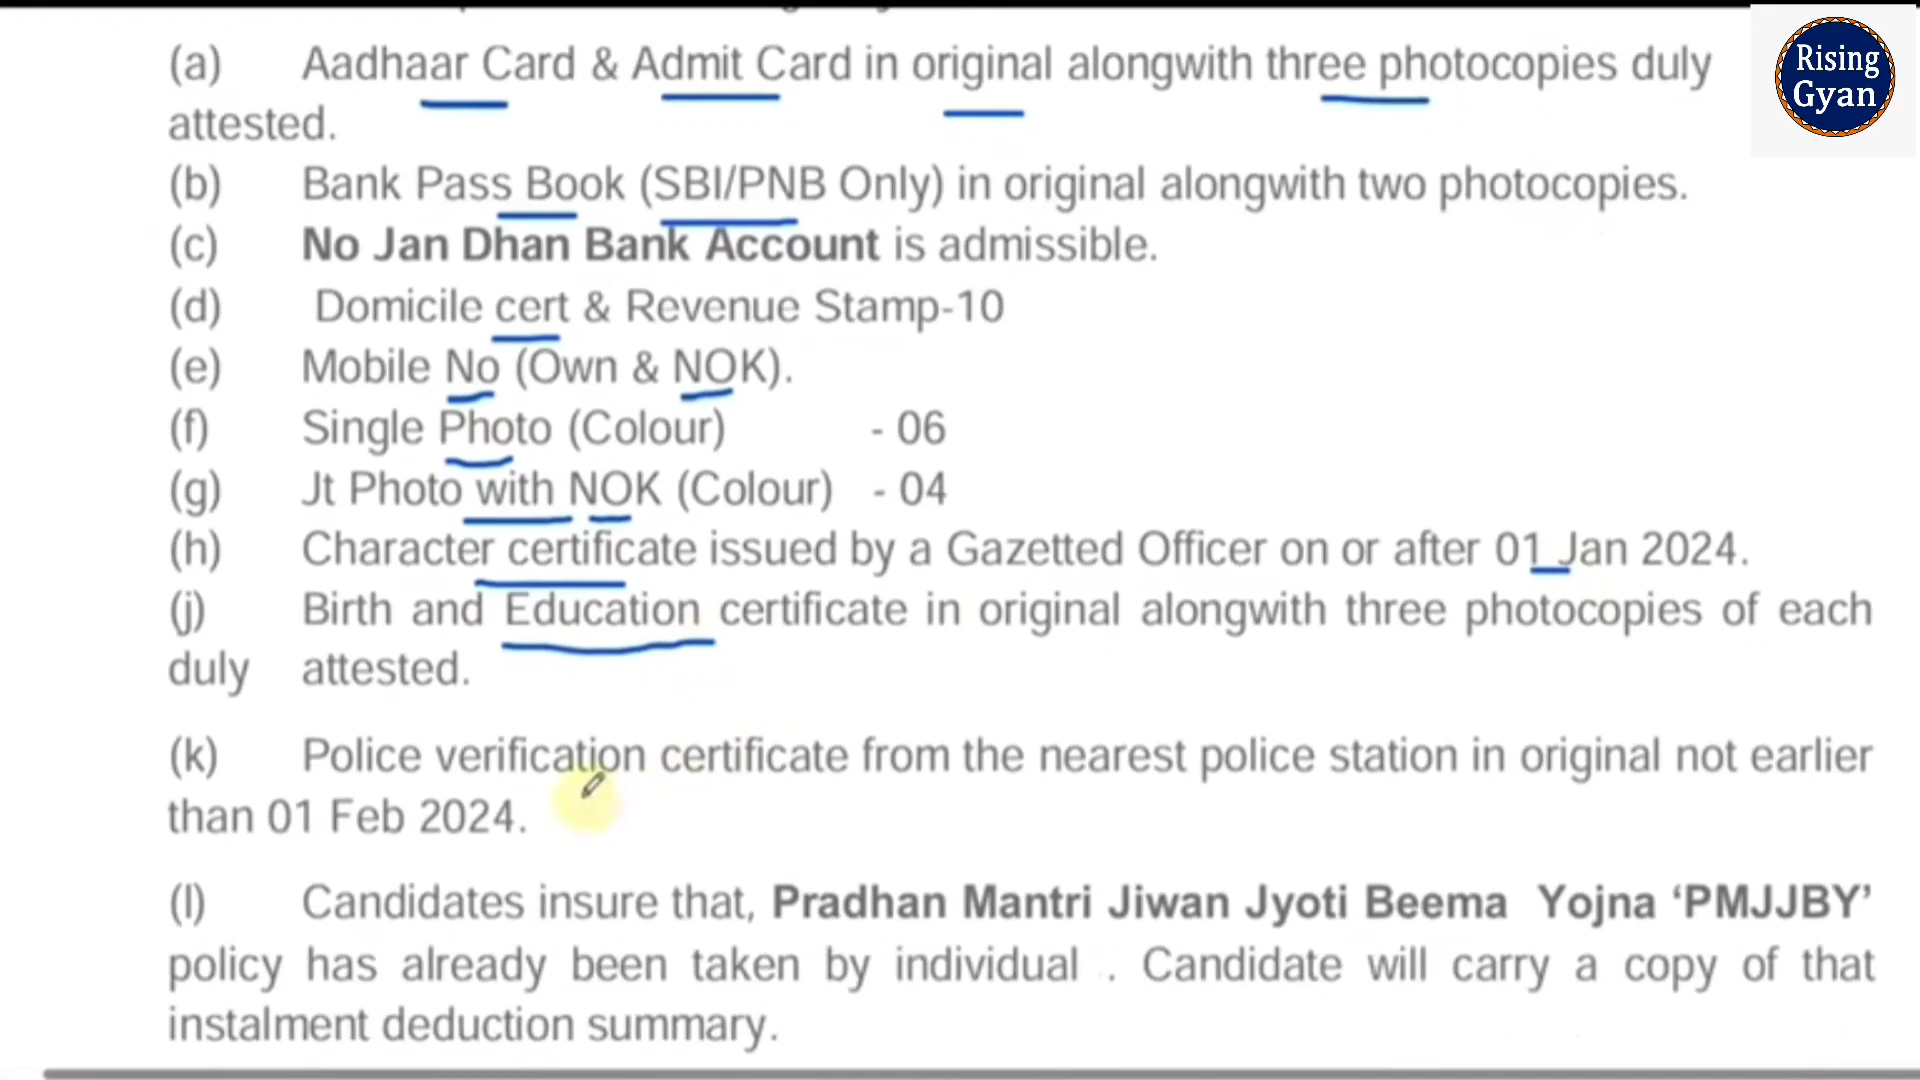 Rising
Gyan
(a) Aadhaar Card & Admit Card in original alongwith three photocopies duly
attested.
(b) Bank Pass Book (SBI/PNB Only) in original alongwith two photocopies.
(c) No Jan Dhan Bank Account is admissible.
(d) Domicile cert & Revenue Stamp-10
(e) Mobile No (Own & NOK).
(f) Single Photo (Colour) - 06
(g) Jt Photo with NOK (Colour) - 04
(h) Character certificate issued by a Gazetted Officer on or after 01 Jan 2024.
(j) Birth and Education certificate in original alongwith three photocopies of each
duly attested.
(k) Police verification certificate from the nearest police station in original not earlier
than 01 Feb 2024.
(l) Candidates insure that, Pradhan Mantri Jiwan Jyoti Beema Yojna ‘PMJJBY’
policy has already been taken by individual . Candidate will carry a copy of that
instalment deduction summary.